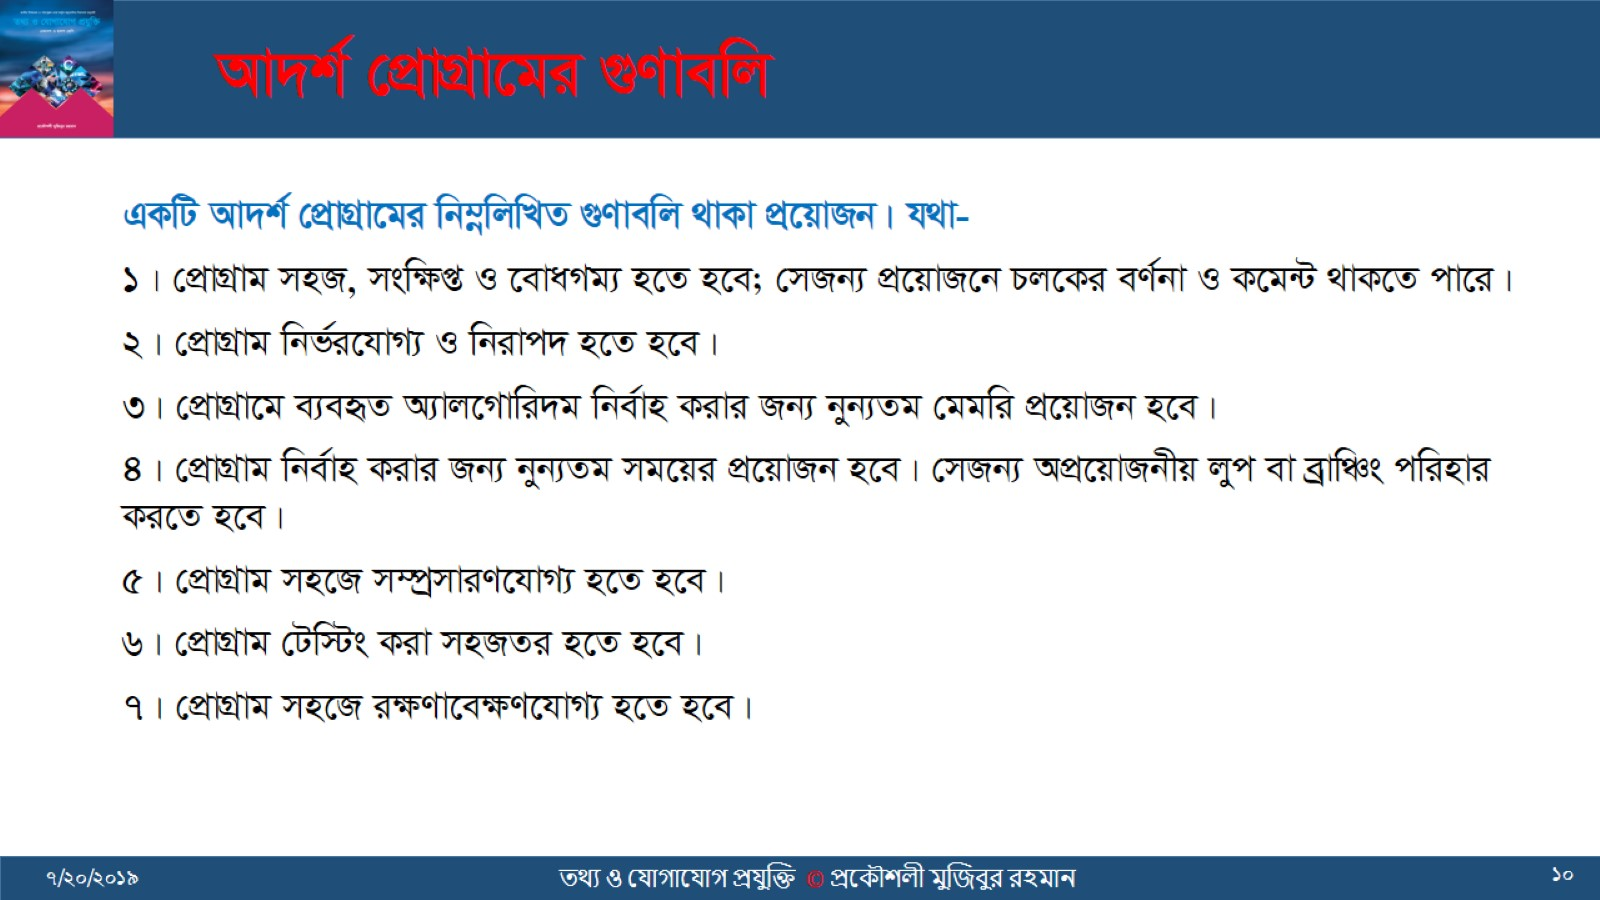 তথ্য ও যোগাযোগ প্রযুক্তি
আদর্শ প্রোগ্রামের গুণাবলি
একটি আদর্শ প্রোগ্রামের নিম্নলিখিত গুণাবলি থাকা প্রয়োজন। যথা-
১। প্রোগ্রাম সহজ, সংক্ষিপ্ত ও বোধগম্য হতে হবে; সেজন্য প্রয়োজনে চলকের বর্ণনা ও কমেন্ট থাকতে পারে।
২। প্রোগ্রাম নির্ভরযোগ্য ও নিরাপদ হতে হবে।
৩। প্রোগ্রামে ব্যবহৃত অ্যালগোরিদম নির্বাহ করার জন্য নুন্যতম মেমরি প্রয়োজন হবে।
৪। প্রোগ্রাম নির্বাহ করার জন্য নুন্যতম সময়ের প্রয়োজন হবে। সেজন্য অপ্রয়োজনীয় লুপ বা ব্রাঞ্চিং পরিহার
করতে হবে।
৫। প্রোগ্রাম সহজে সম্প্রসারণযোগ্য হতে হবে।
৬। প্রোগ্রাম টেস্টিং করা সহজতর হতে হবে।
৭। প্রোগ্রাম সহজে রক্ষণাবেক্ষণযোগ্য হতে হবে।
৭/২০/২০১৯
তথ্য ও যোগাযোগ প্রযুক্তি © প্রকৌশলী মুজিবুর রহমান
১০